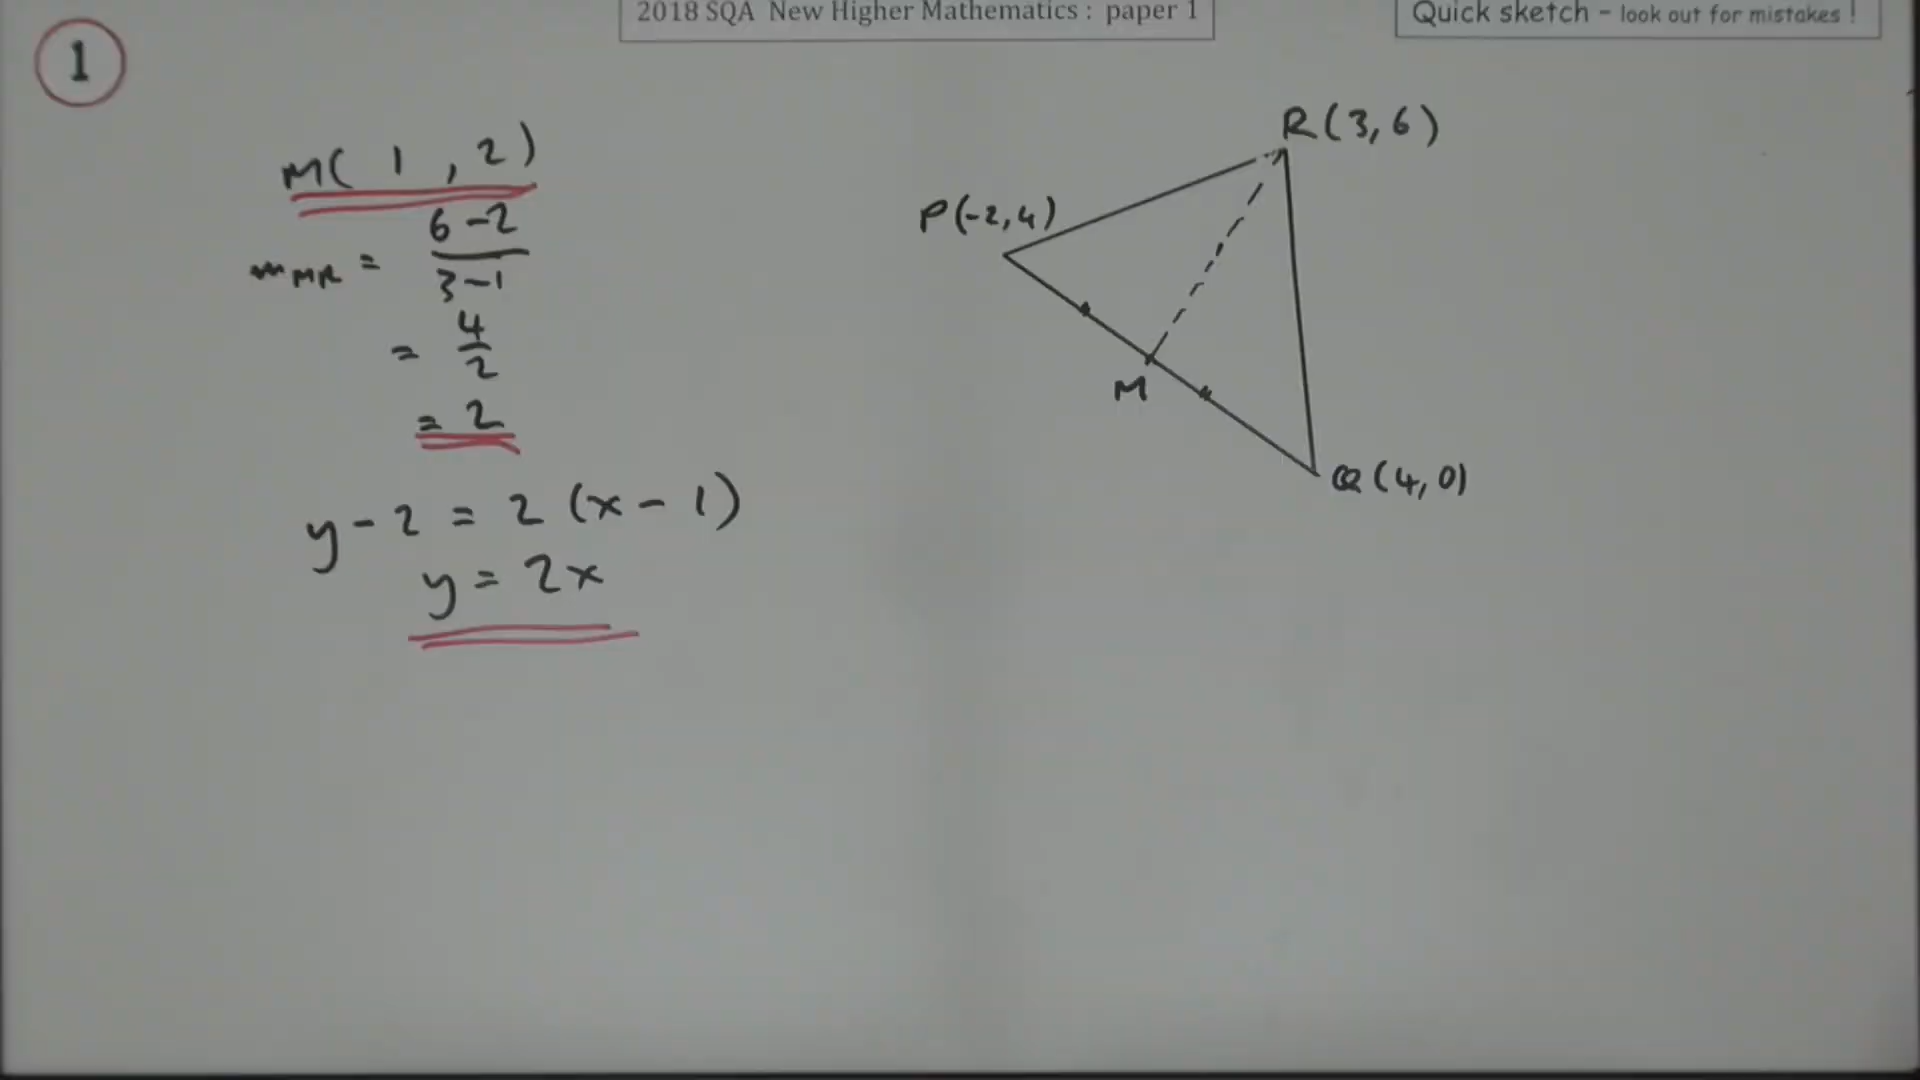 2018 SQA New Higher Mathematics : paper 1
Quick sketch – look out for mistakes !
1
M( 1 , 2)
m MR = 6-2
3-1
= 4
2
= 2
y-2 = 2 (x-1)
y = 2x
R(3,6)
P(-2,4)
M
Q(4,0)